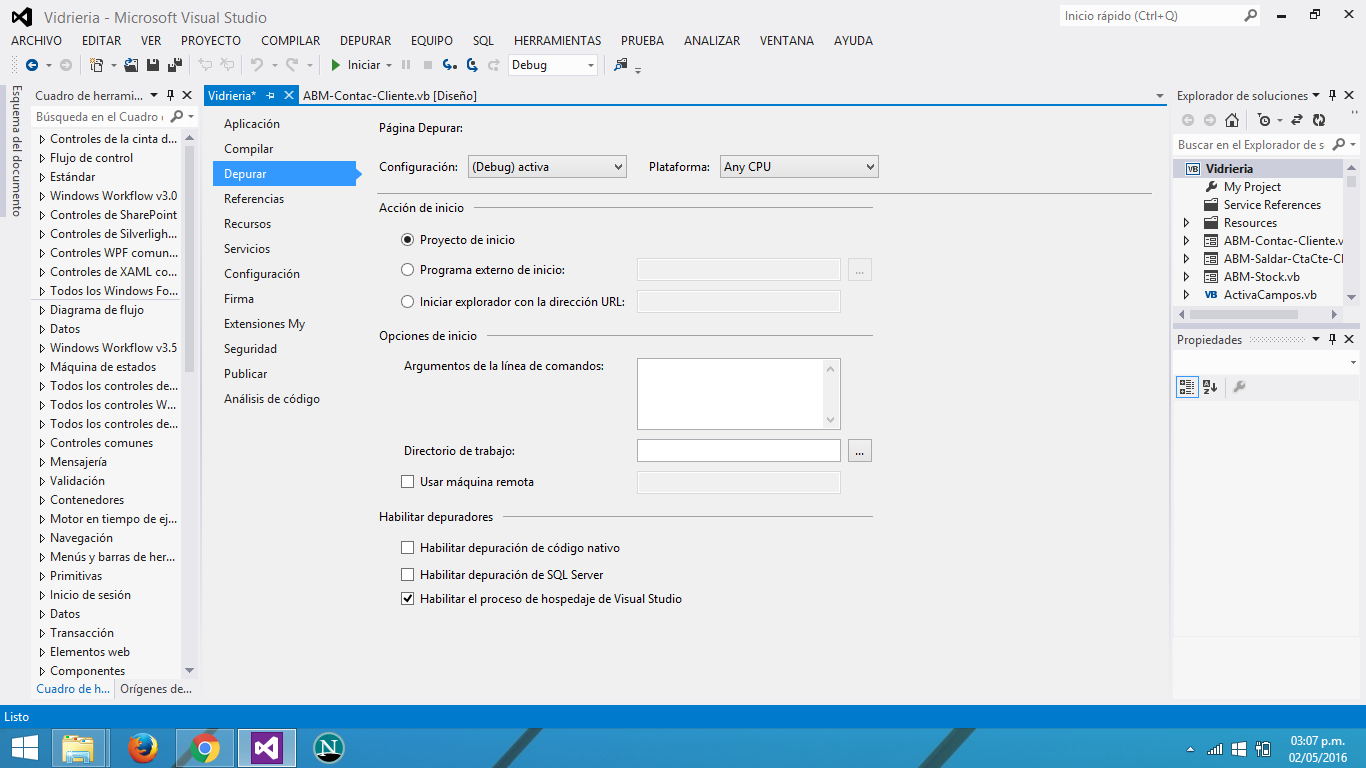 Vidrieria - Microsoft Visual Studio
Inicio rápido (Ctrl+Q)
ARCHIVO EDITAR VER PROYECTO COMPILAR DEPURAR EQUIPO SQL HERRAMIENTAS PRUEBA ANALIZAR VENTANA AYUDA
Iniciar Debug
Esquema del documento
Cuadro de herrami...
Búsqueda en el Cuadro
Controles de la cinta d...
Flujo de control
Estándar
Windows Workflow v3.0
Controles de SharePoint
Controles de Silverligh...
Controles WPF comun...
Controles de XAML co...
Todos los Windows Fo...
Diagrama de flujo
Datos
Windows Workflow v3.5
Máquina de estados
Todos los controles de...
Todos los controles W...
Todos los controles de...
Controles comunes
Mensajería
Validación
Contenedores
Motor en tiempo de ej...
Navegación
Menús y barras de her...
Primitivas
Inicio de sesión
Datos
Transacción
Elementos web
Componentes
Cuadro de h... Orígenes de...
Vidrieria* ABM-Contac-Cliente.vb [Diseño]
Aplicación
Compilar
Depurar
Referencias
Recursos
Servicios
Configuración
Firma
Extensiones My
Seguridad
Publicar
Análisis de código
Página Depurar:
Configuración: (Debug) activa Plataforma: Any CPU
Acción de inicio
Proyecto de inicio
Programa externo de inicio: ...
Iniciar explorador con la dirección URL:
Opciones de inicio
Argumentos de la línea de comandos:
Directorio de trabajo: ...
Usar máquina remota
Habilitar depuradores
Habilitar depuración de código nativo
Habilitar depuración de SQL Server
Habilitar el proceso de hospedaje de Visual Studio
Explorador de soluciones
Buscar en el Explorador de s
VB Vidrieria
My Project
Service References
Resources
ABM-Contac-Cliente.v
ABM-Saldar-CtaCte-Cl
ABM-Stock.vb
VB ActivaCampos.vb
Propiedades
Listo
N
03:07 p.m.
02/05/2016